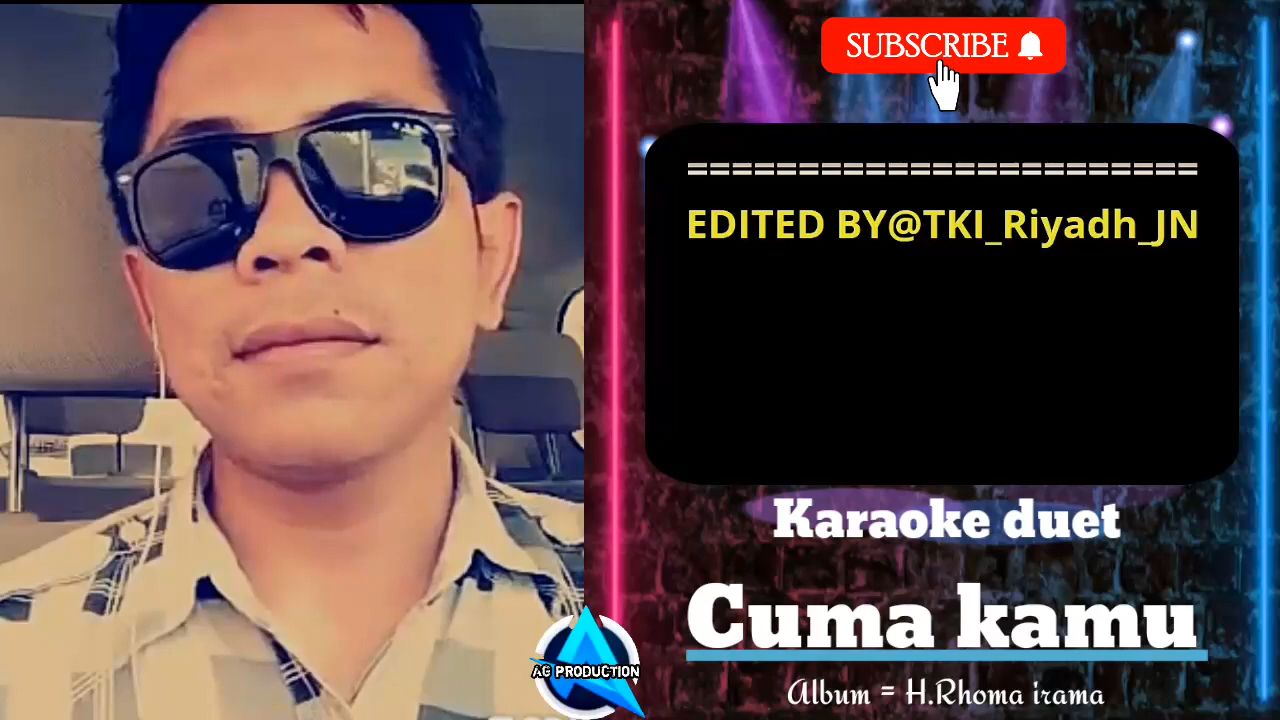 SUBSCRIBE
========================
EDITED BY@TKI_Riyadh_JN
Karaoke duet
Cuma kamu
Album = H.Rhoma irama
AG PRODUCTION